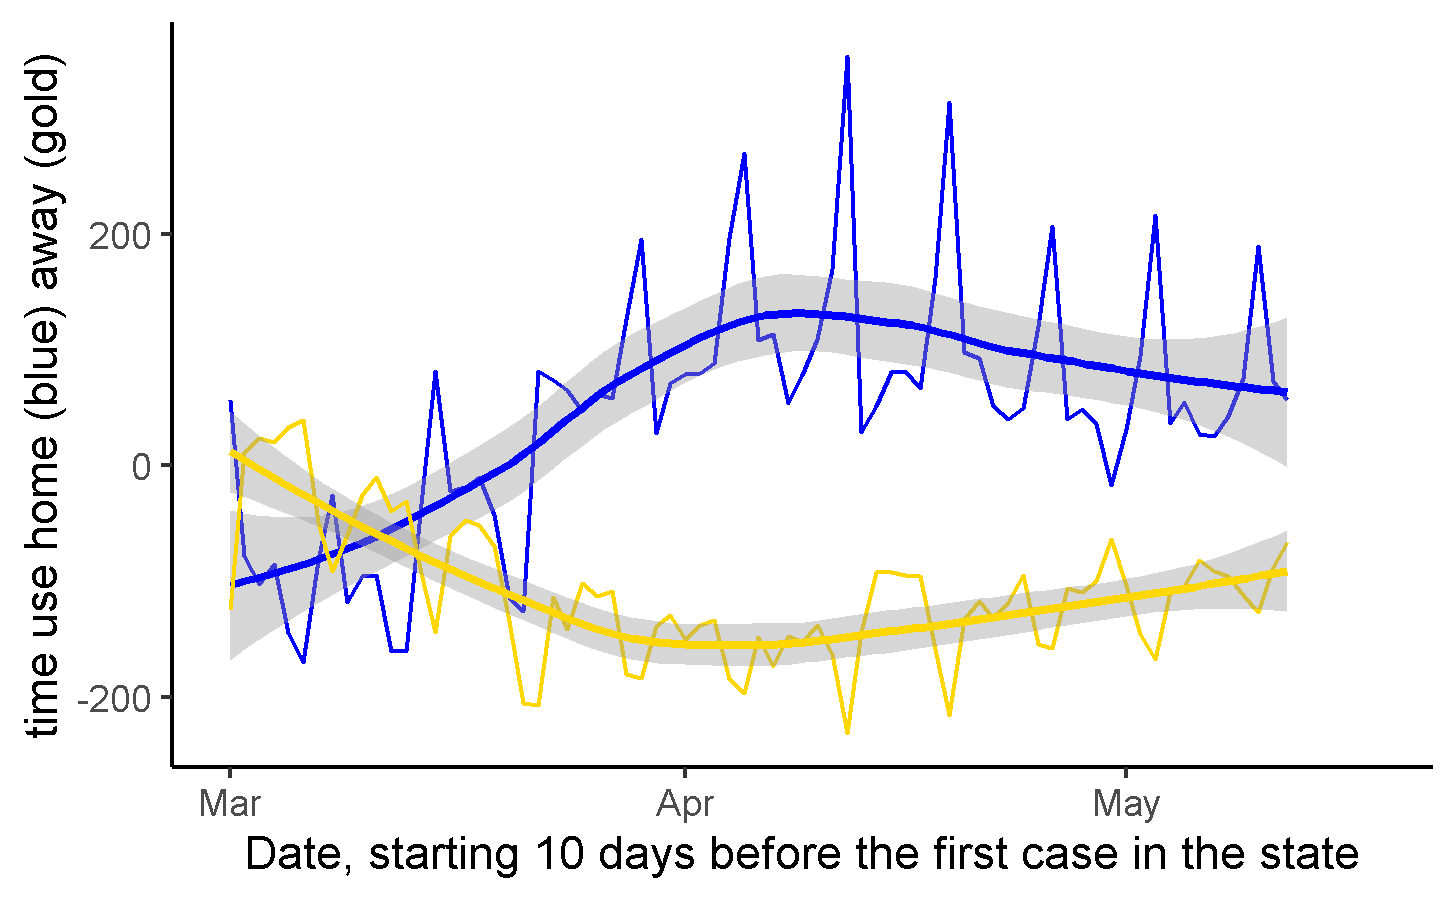 time use home (blue) away (gold)
200
0
-200
Mar
Apr
May
Date, starting 10 days before the first case in the state